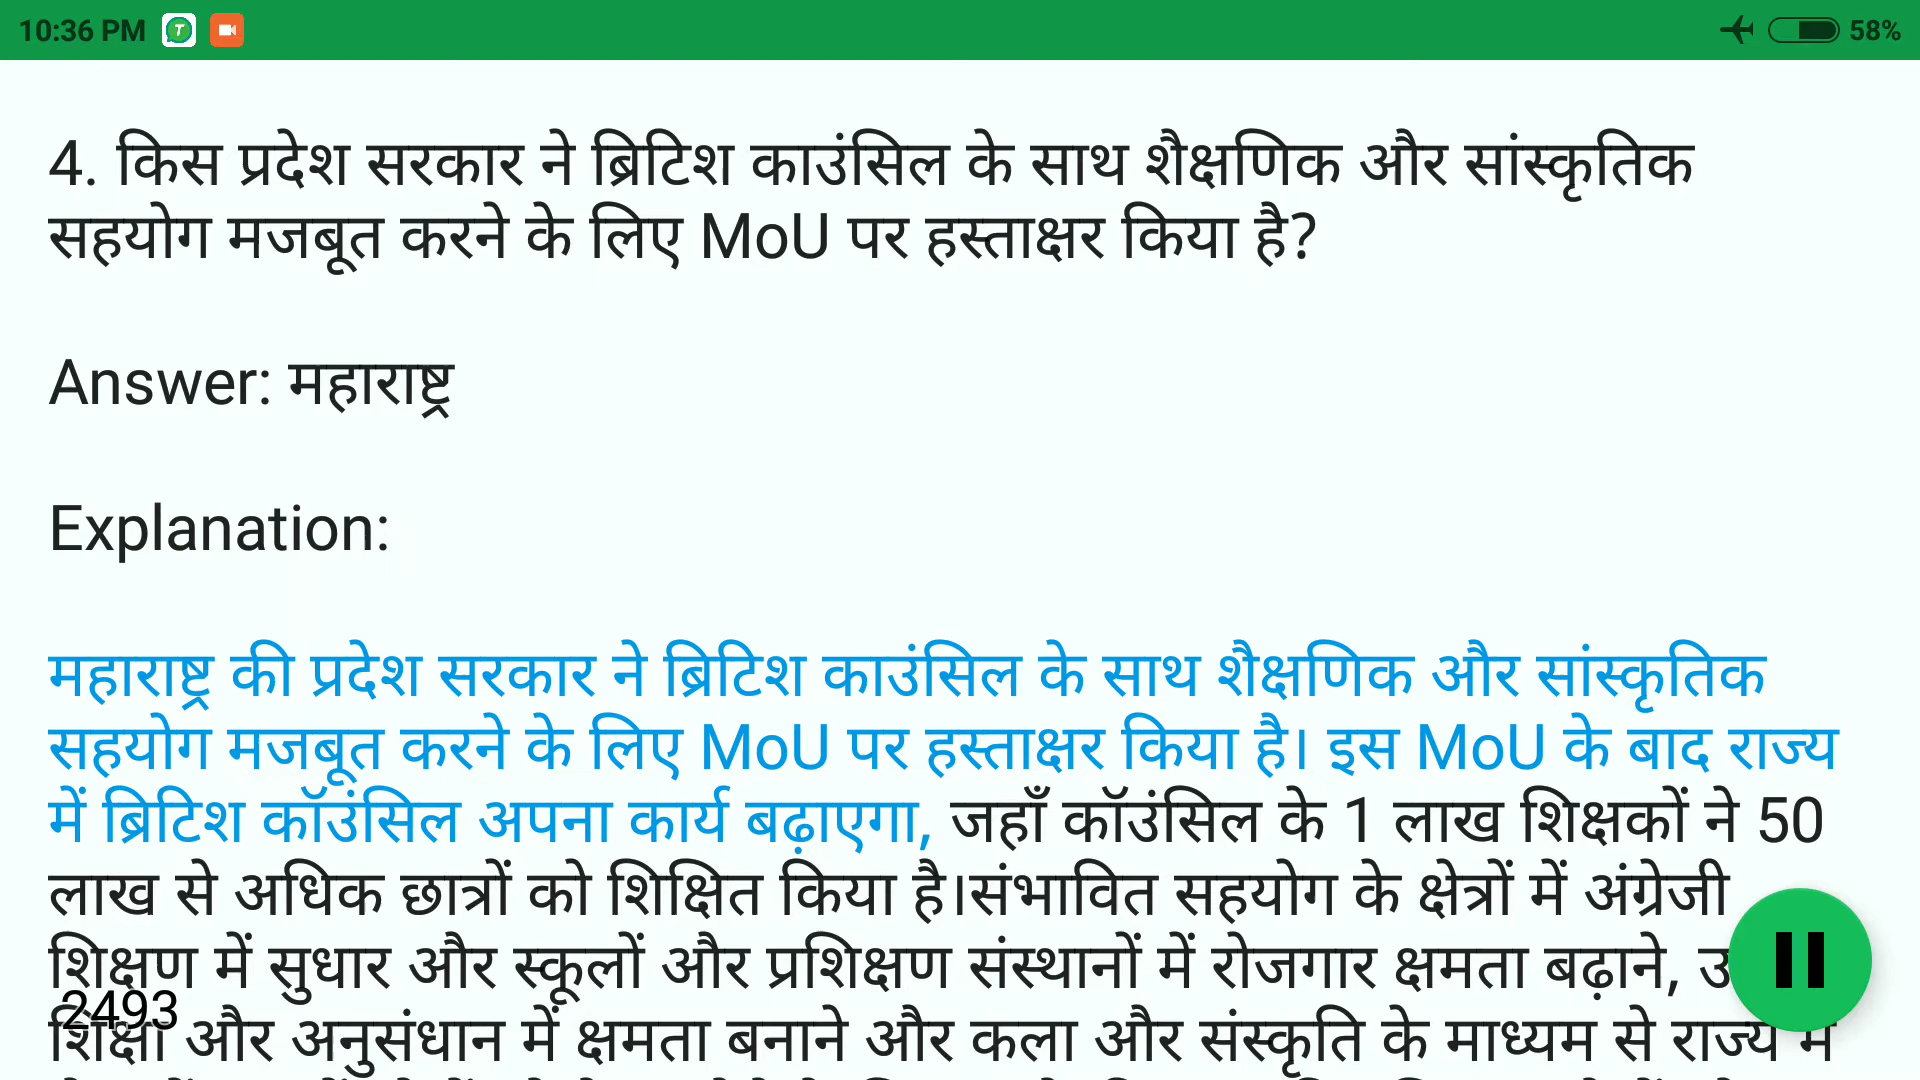 10:36 PM
58%
4. किस प्रदेश सरकार ने ब्रिटिश काउंसिल के साथ शैक्षणिक और सांस्कृतिक
सहयोग मजबूत करने के लिए MoU पर हस्ताक्षर किया है?
Answer: महाराष्ट्र
Explanation:
महाराष्ट्र की प्रदेश सरकार ने ब्रिटिश काउंसिल के साथ शैक्षणिक और सांस्कृतिक
सहयोग मजबूत करने के लिए MoU पर हस्ताक्षर किया है। इस MoU के बाद राज्य
में ब्रिटिश कॉउंसिल अपना कार्य बढ़ाएगा, जहाँ कॉउंसिल के 1 लाख शिक्षकों ने 50
लाख से अधिक छात्रों को शिक्षित किया है।संभावित सहयोग के क्षेत्रों में अंग्रेजी
शिक्षण में सुधार और स्कूलों और प्रशिक्षण संस्थानों में रोजगार क्षमता बढ़ाने,
2493
शिक्षा और अनुसंधान में क्षमता बनाने और कला और संस्कृति के माध्यम से राज्य में